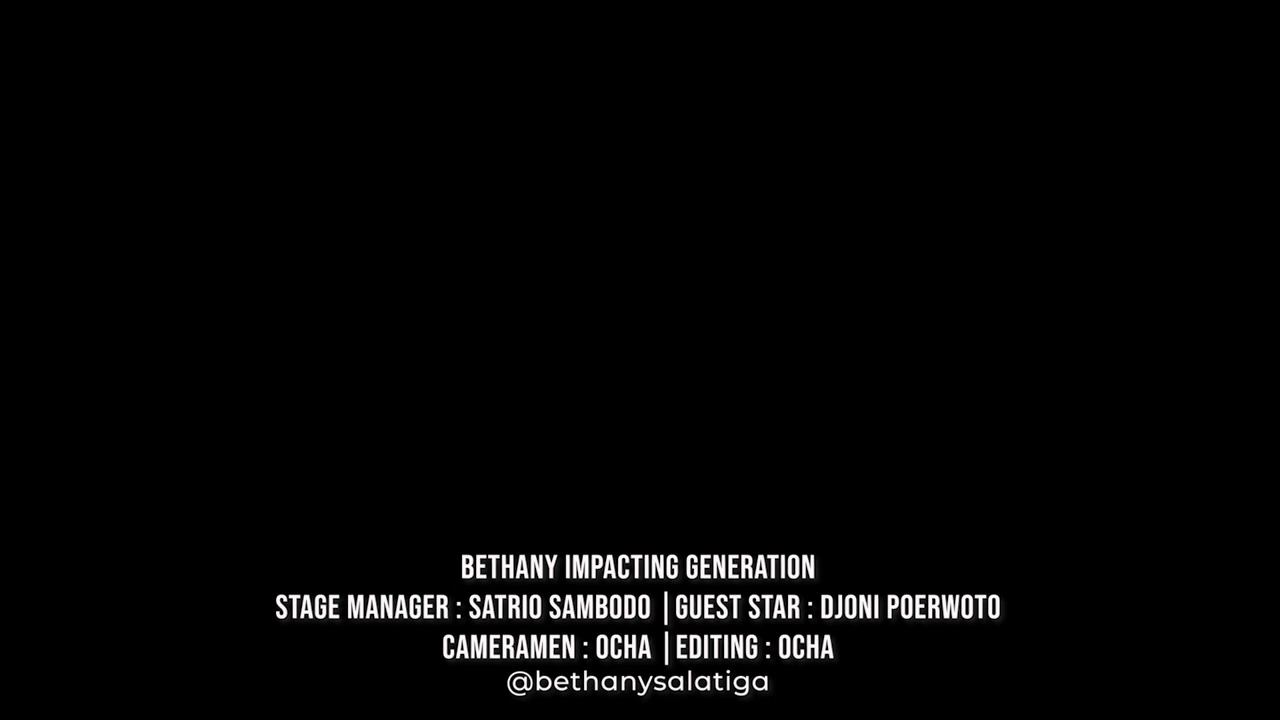 BETHANY IMPACTING GENERATION
STAGE MANAGER : SATRIO SAMBODO | GUEST STAR : DJONI POERWOTO
CAMERAMEN : OCHA | EDITING : OCHA
@bethanysalatiga